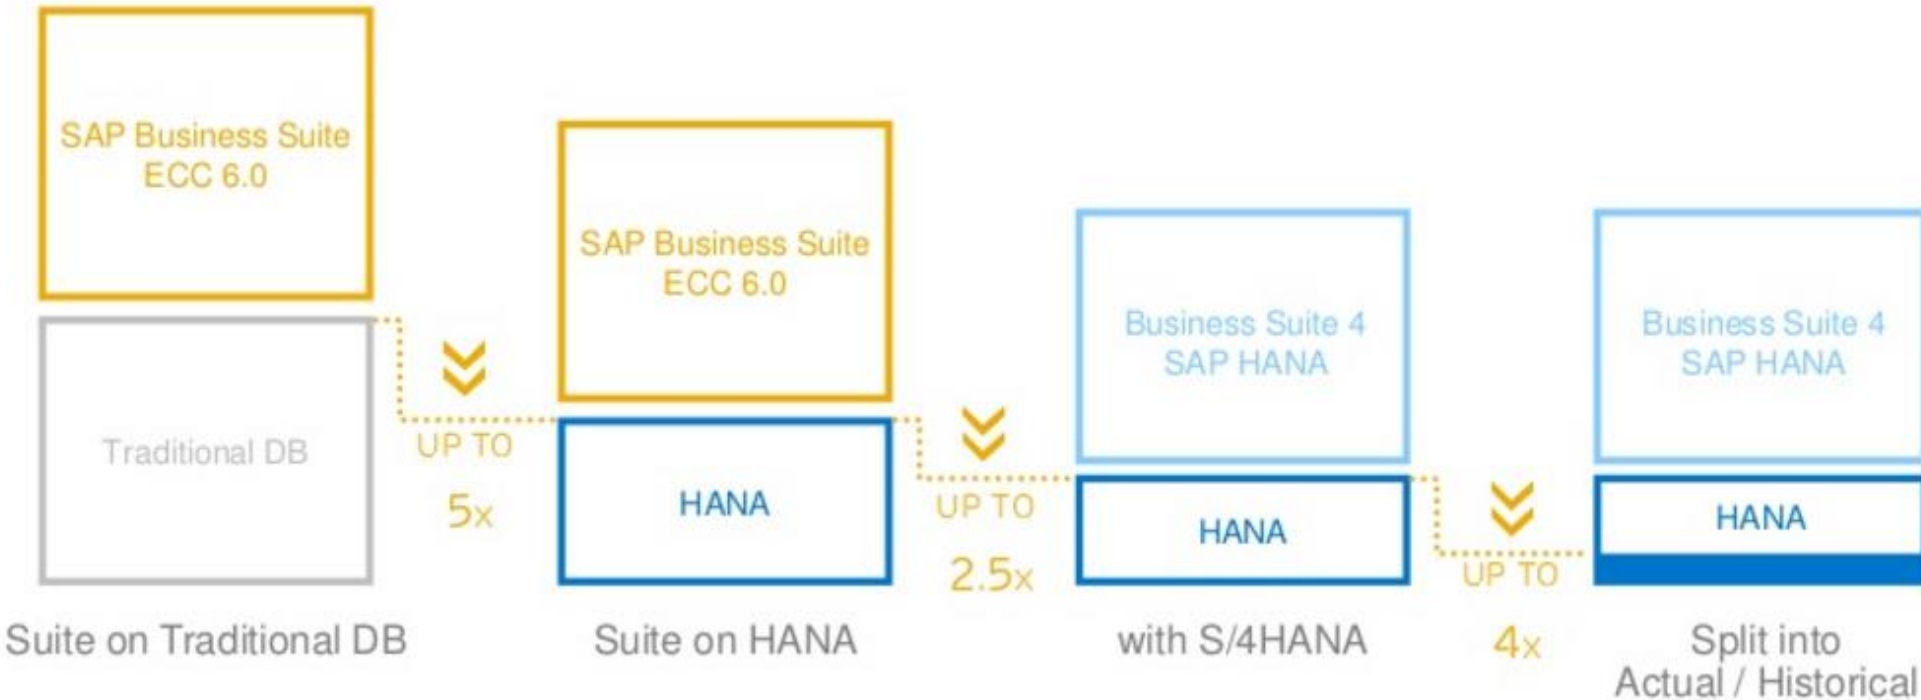 SAP Business Suite
ECC 6.0
Traditional DB
Suite on Traditional DB
UP TO
5x
SAP Business Suite
ECC 6.0
HANA
Suite on HANA
UP TO
2.5x
Business Suite 4
SAP HANA
HANA
with S/4HANA
UP TO
4x
Business Suite 4
SAP HANA
HANA
Split into
Actual / Historical